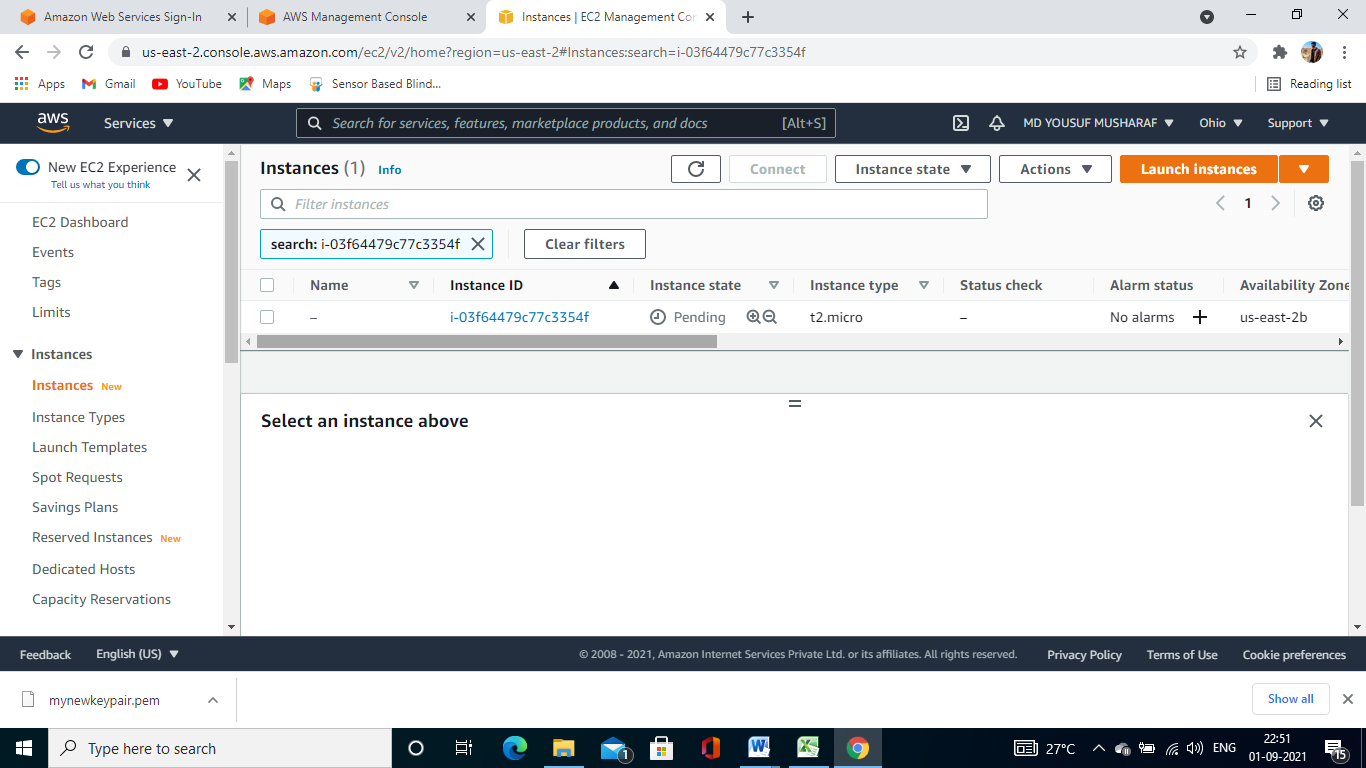 Amazon Web Services Sign-In
AWS Management Console
Instances | EC2 Management Con
us-east-2.console.aws.amazon.com/ec2/v2/home?region=us-east-2#Instances:search=i-03f64479c77c3354f
Apps Gmail YouTube Maps Sensor Based Blind... Reading list
aws Services Search for services, features, marketplace products, and docs [Alt+S] MD YOUSUF MUSHARAF Ohio Support
New EC2 Experience
Tell us what you think
EC2 Dashboard
Events
Tags
Limits
Instances
Instances New
Instance Types
Launch Templates
Spot Requests
Savings Plans
Reserved Instances New
Dedicated Hosts
Capacity Reservations
Instances (1) Info Connect Instance state Actions Launch instances
Filter instances 1
search: i-03f64479c77c3354f Clear filters
Name Instance ID Instance state Instance type Status check Alarm status Availability Zone
– i-03f64479c77c3354f Pending t2.micro – No alarms + us-east-2b
Select an instance above
Feedback English (US) © 2008 - 2021, Amazon Internet Services Private Ltd. or its affiliates. All rights reserved. Privacy Policy Terms of Use Cookie preferences
mynewkeypair.pem Show all
Type here to search 1 27°C ENG 22:51
01-09-2021 15